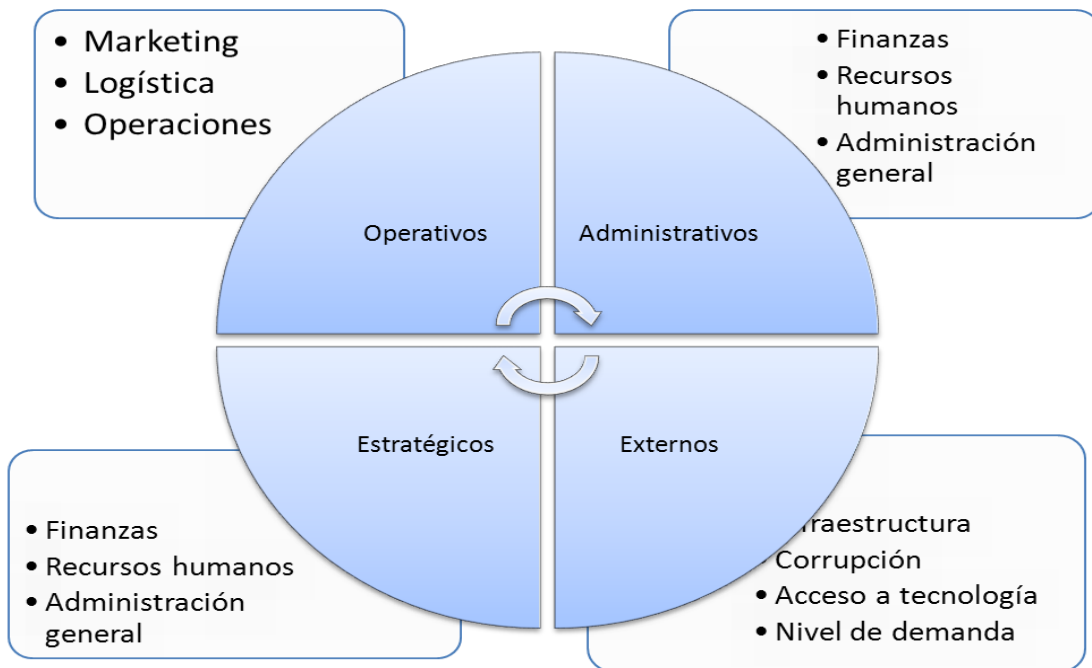 • Marketing
• Logística
• Operaciones
• Finanzas
• Recursos
humanos
• Administración
general
Operativos
Administrativos
Estratégicos
Externos
• Finanzas
• Recursos humanos
• Administración
general
fraestructura
• Corrupción
• Acceso a tecnología
• Nivel de demanda